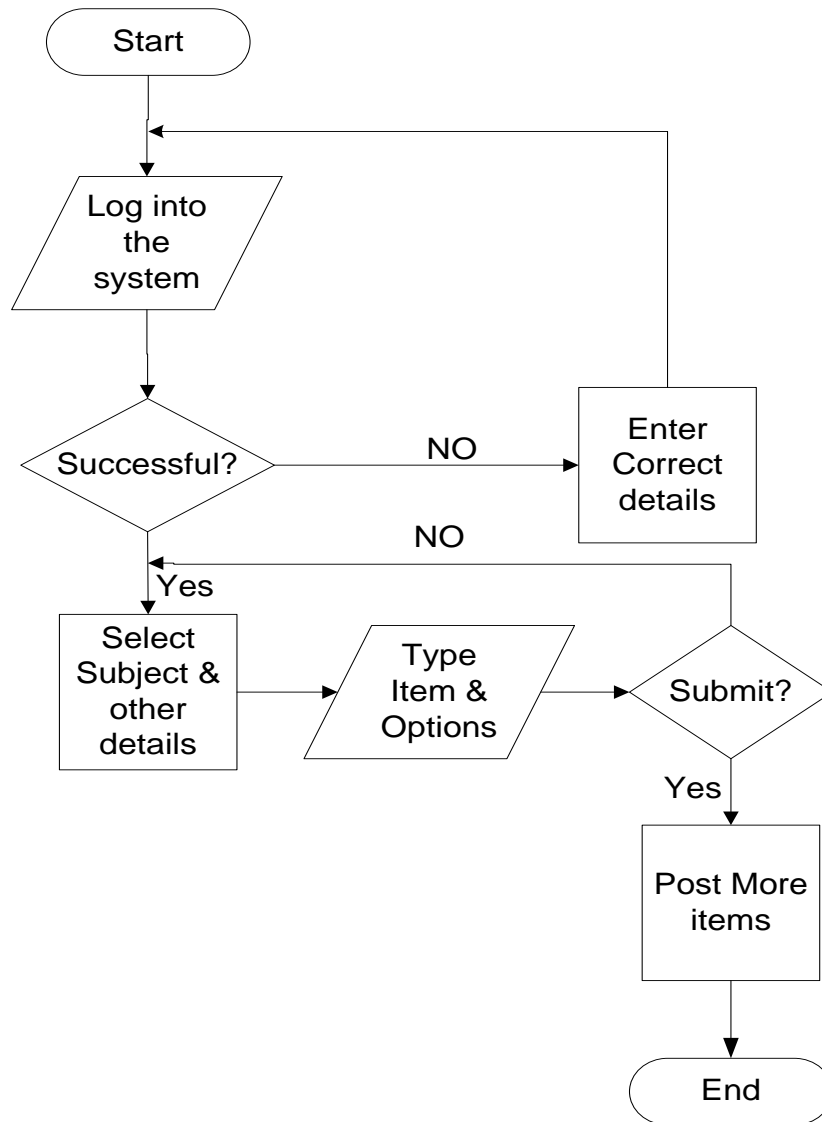 Start
Log into
the
system
Successful?
NO
Enter
Correct
details
NO
Yes
Select
Subject &
other
details
Type
Item &
Options
Submit?
Yes
Post More
items
End